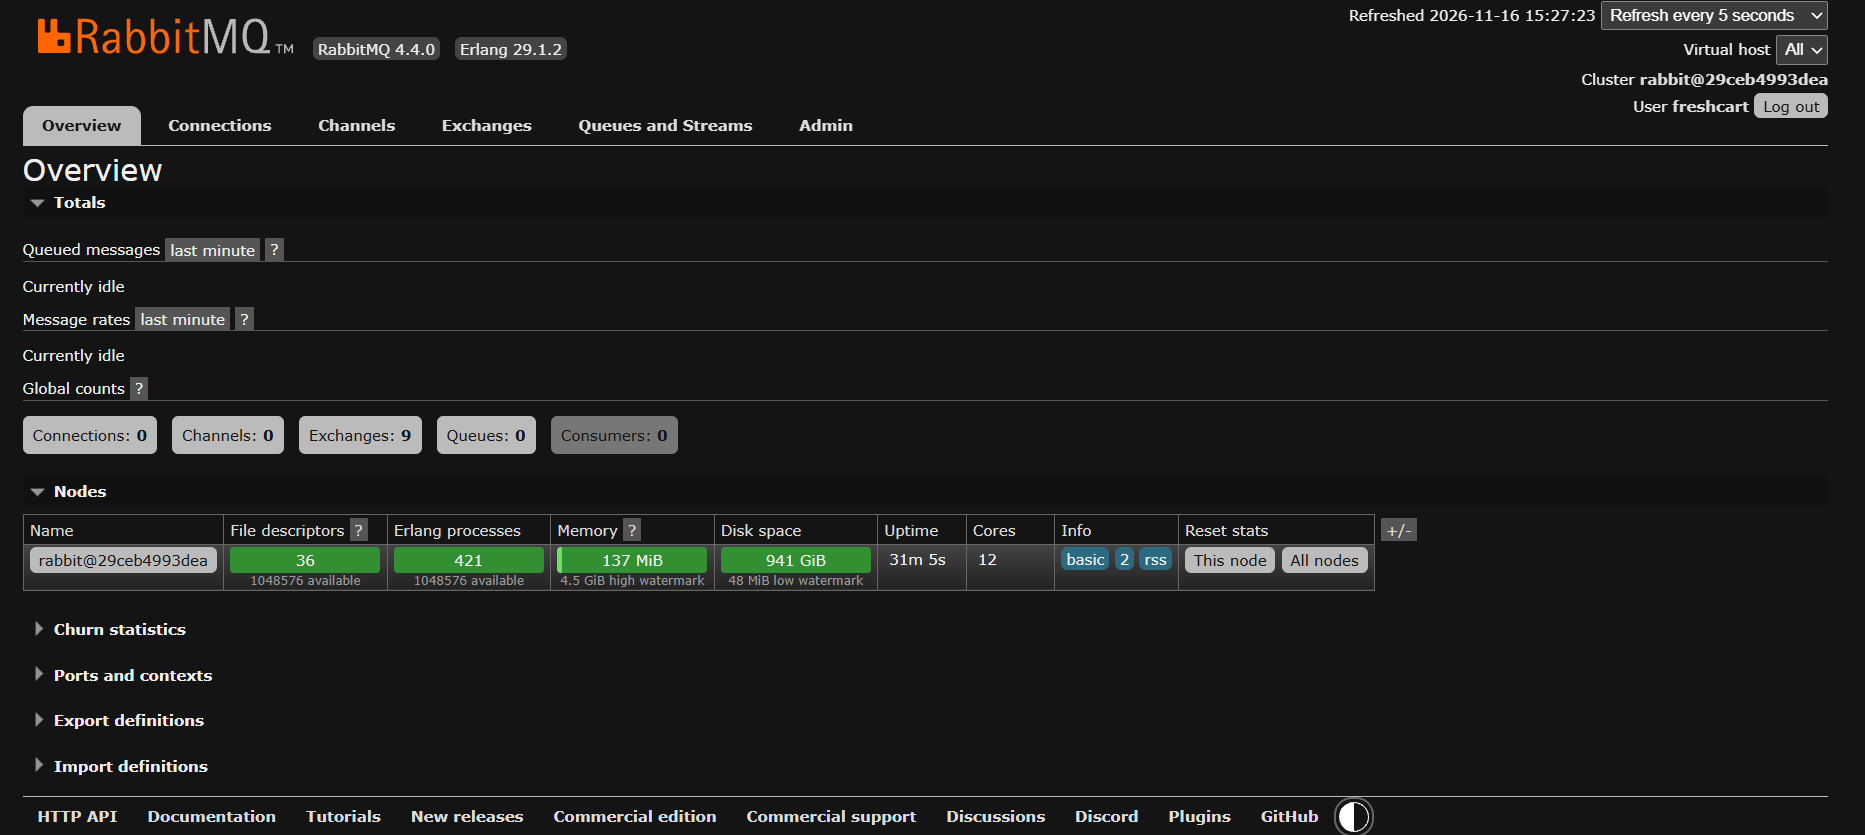 RabbitMQ TM RabbitMQ 4.4.0 Erlang 29.1.2
Refreshed 2026-11-16 15:27:23 Refresh every 5 seconds
Virtual host All
Cluster rabbit@29ceb4993dea
User freshcart Log out
Overview Connections Channels Exchanges Queues and Streams Admin
Overview
Totals
Queued messages last minute ?
Currently idle
Message rates last minute ?
Currently idle
Global counts ?
Connections: 0 Channels: 0 Exchanges: 9 Queues: 0 Consumers: 0
Nodes
Name File descriptors ? Erlang processes Memory ? Disk space Uptime Cores Info Reset stats +/-
rabbit@29ceb4993dea 36 421 137 MiB 941 GiB 31m 5s 12 basic 2 rss This node All nodes
1048576 available 1048576 available 4.5 GiB high watermark 48 MiB low watermark
Churn statistics
Ports and contexts
Export definitions
Import definitions
HTTP API Documentation Tutorials New releases Commercial edition Commercial support Discussions Discord Plugins GitHub